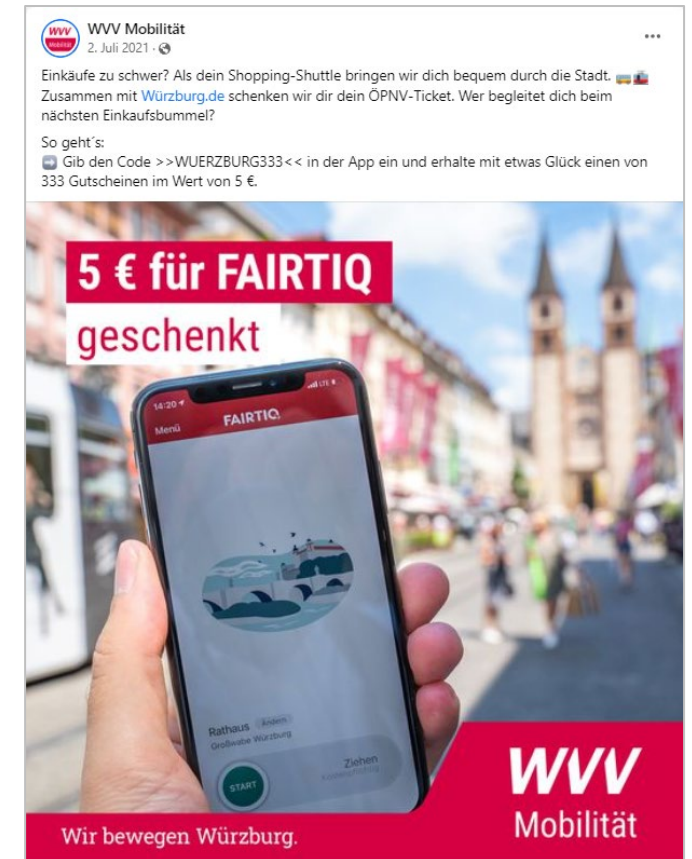 WVV
Mobilität
WVV Mobilität
2. Juli 2021 ·
Einkäufe zu schwer? Als dein Shopping-Shuttle bringen wir dich bequem durch die Stadt. 🚌🚡
Zusammen mit Würzburg.de schenken wir dir dein ÖPNV-Ticket. Wer begleitet dich beim
nächsten Einkaufsbummel?
So geht´s:
➡️ Gib den Code >>WUERZBURG333<< in der App ein und erhalte mit etwas Glück einen von
333 Gutscheinen im Wert von 5 €.
5 € für FAIRTIQ
geschenkt
14:20
LTE
Menü
FAIRTIQ
Rathaus Ändern
Großwabe Würzburg
START
Ziehen
WVV
Mobilität
Wir bewegen Würzburg.